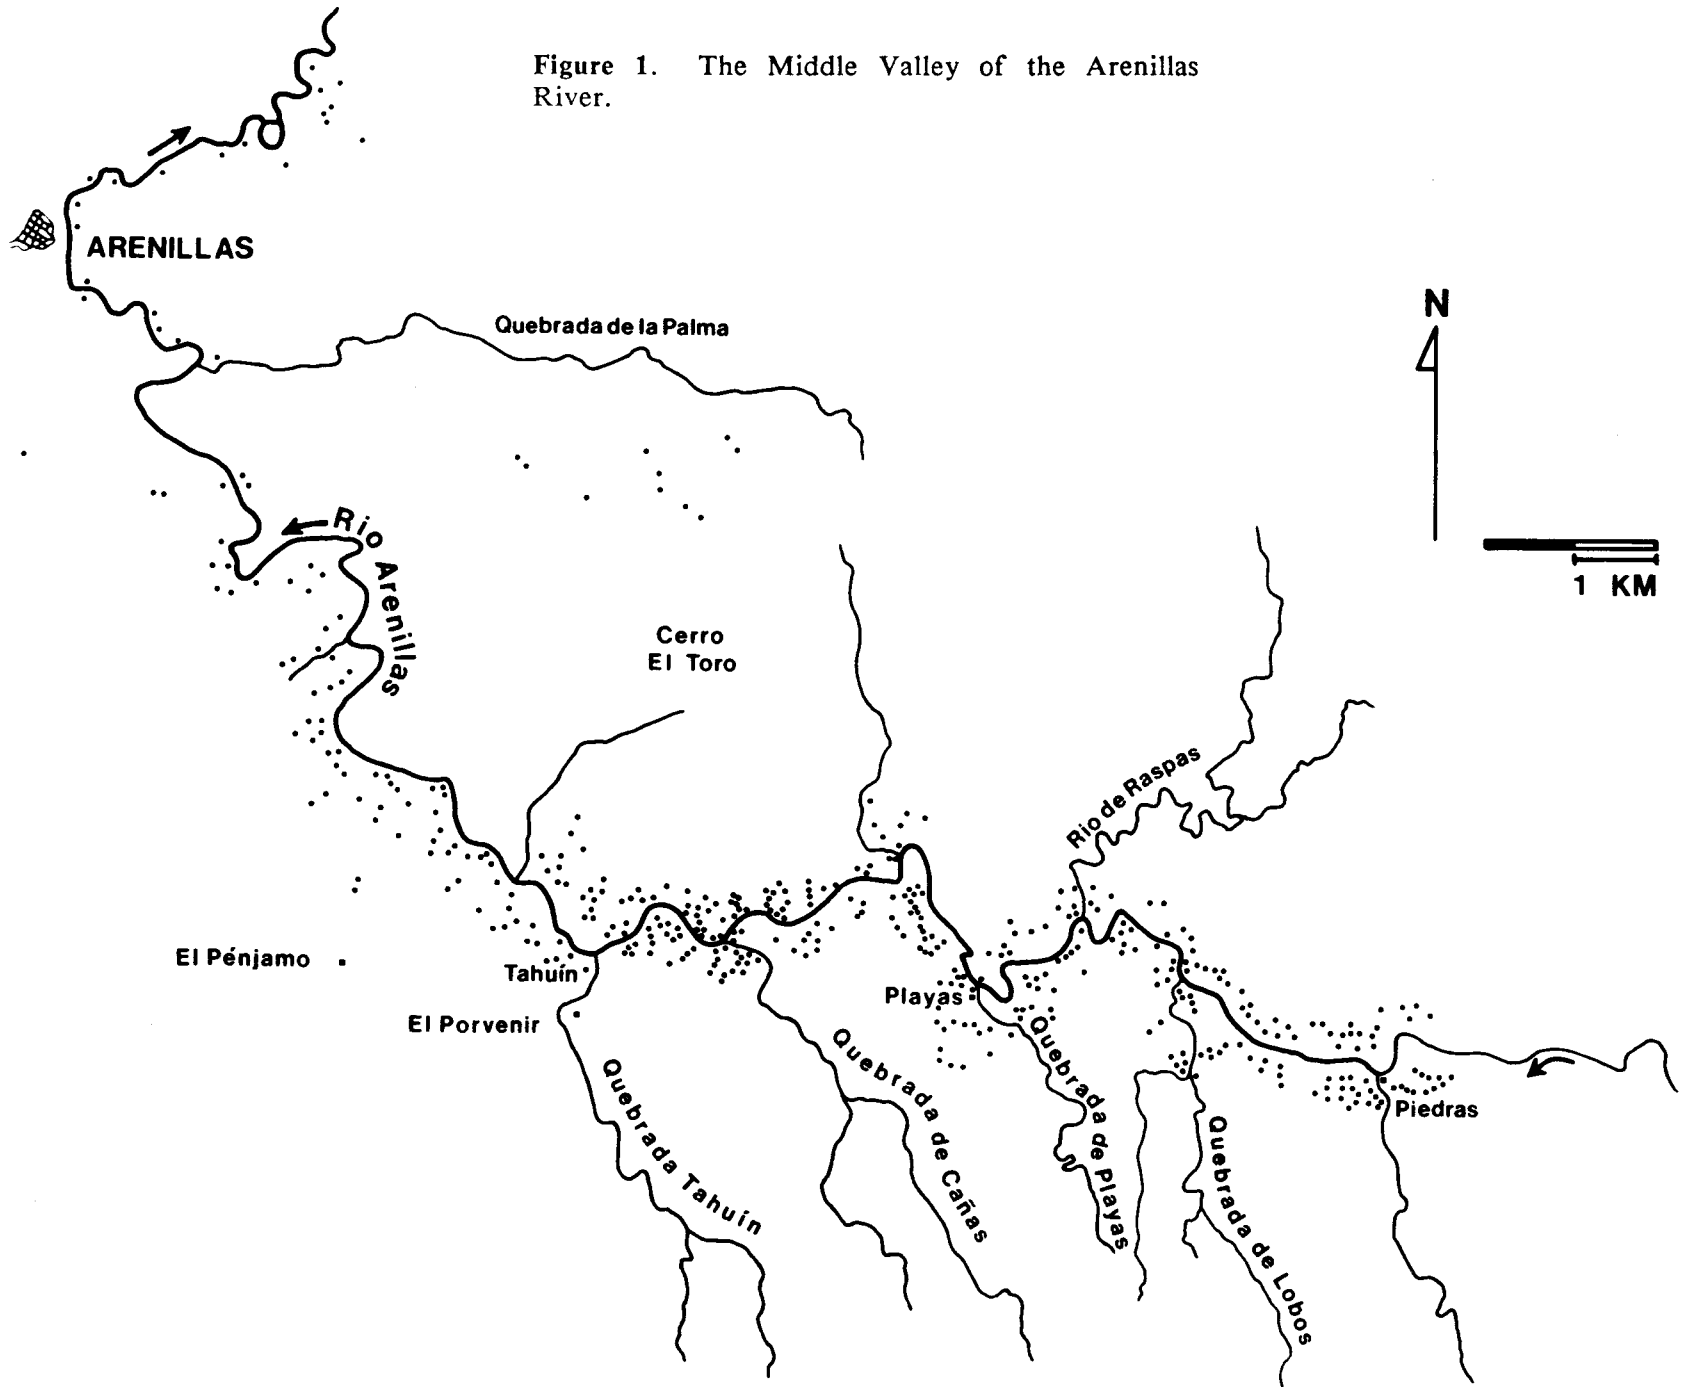 Figure 1. The Middle Valley of the Arenillas
River.
ARENILLAS
Quebrada de la Palma
N
1 KM
Rio Arenillas
Cerro
El Toro
Rio de Raspas
El Pénjamo
Tahuín
Playas
El Porvenir
Quebrada Tahuín
Quebrada de Cañas
Quebrada de Playas
Quebrada de Lobos
Piedras